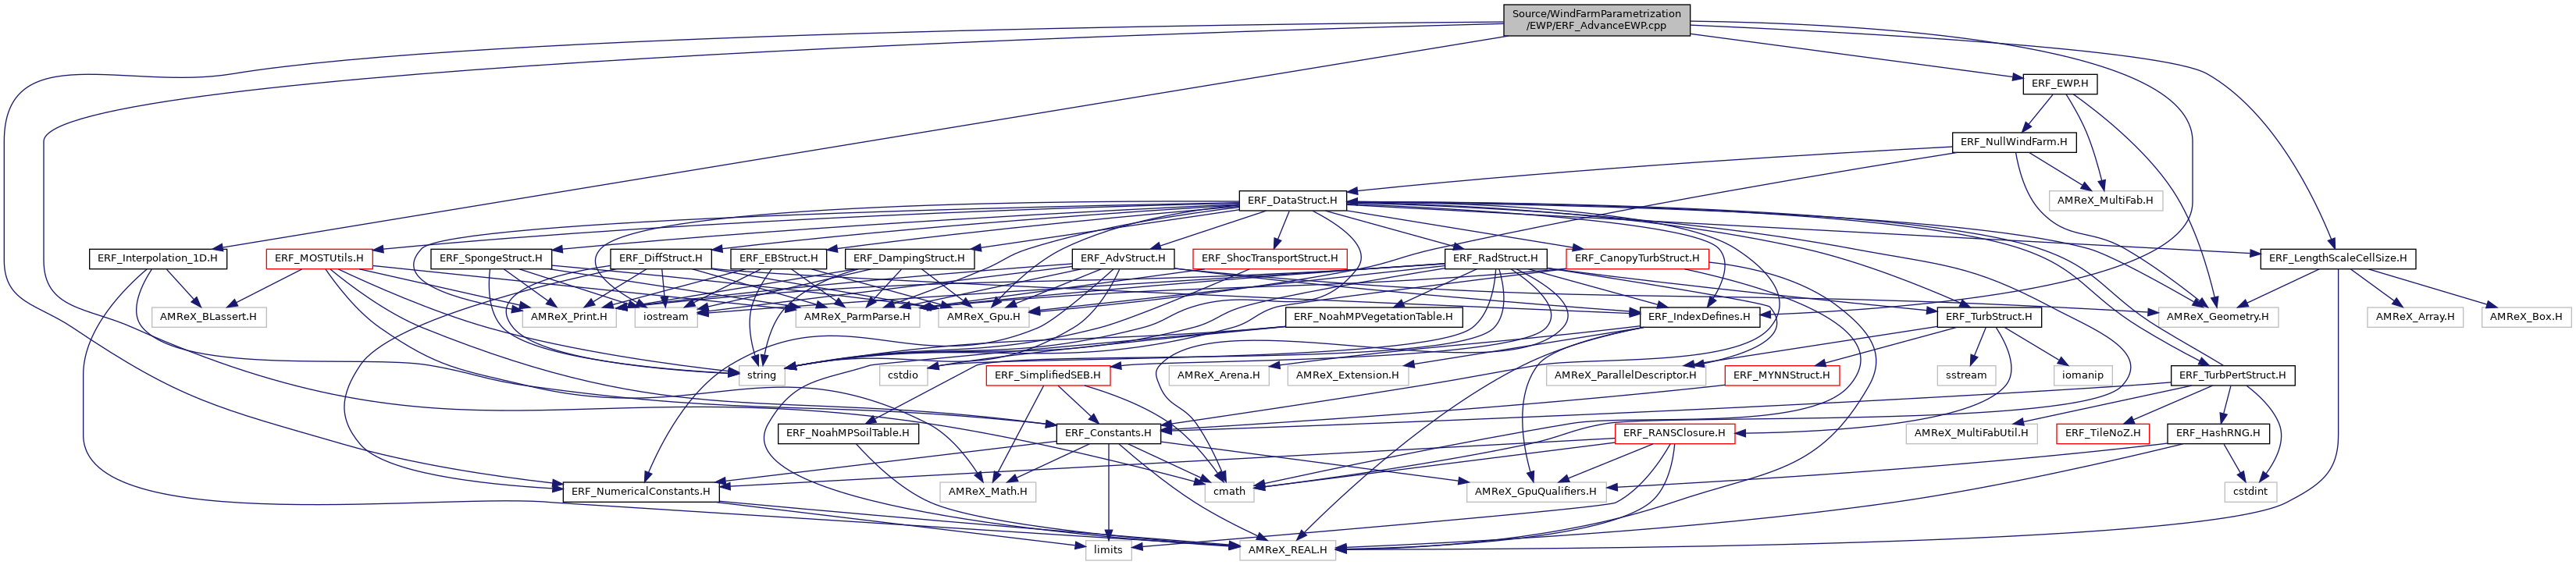 Source/WindFarmParametrization
/EWP/ERF_AdvanceEWP.cpp
ERF_EWP.H
ERF_NullWindFarm.H
AMReX_MultiFab.H
ERF_DataStruct.H
ERF_Interpolation_1D.H
ERF_MOSTUtils.H
ERF_SpongeStruct.H
ERF_DiffStruct.H
ERF_EBStruct.H
ERF_DampingStruct.H
ERF_AdvStruct.H
ERF_ShocTransportStruct.H
ERF_RadStruct.H
ERF_CanopyTurbStruct.H
ERF_LengthScaleCellSize.H
AMReX_BLassert.H
AMReX_Print.H
iostream
AMReX_ParmParse.H
AMReX_Gpu.H
ERF_NoahMPVegetationTable.H
ERF_IndexDefines.H
ERF_TurbStruct.H
AMReX_Geometry.H
AMReX_Array.H
AMReX_Box.H
string
cstdio
ERF_SimplifiedSEB.H
AMReX_Arena.H
AMReX_Extension.H
AMReX_ParallelDescriptor.H
ERF_MYNNStruct.H
sstream
iomanip
ERF_TurbPertStruct.H
ERF_NoahMPSoilTable.H
ERF_Constants.H
ERF_RANSClosure.H
AMReX_MultiFabUtil.H
ERF_TileNoZ.H
ERF_HashRNG.H
ERF_NumericalConstants.H
AMReX_Math.H
cmath
AMReX_GpuQualifiers.H
cstdint
limits
AMReX_REAL.H